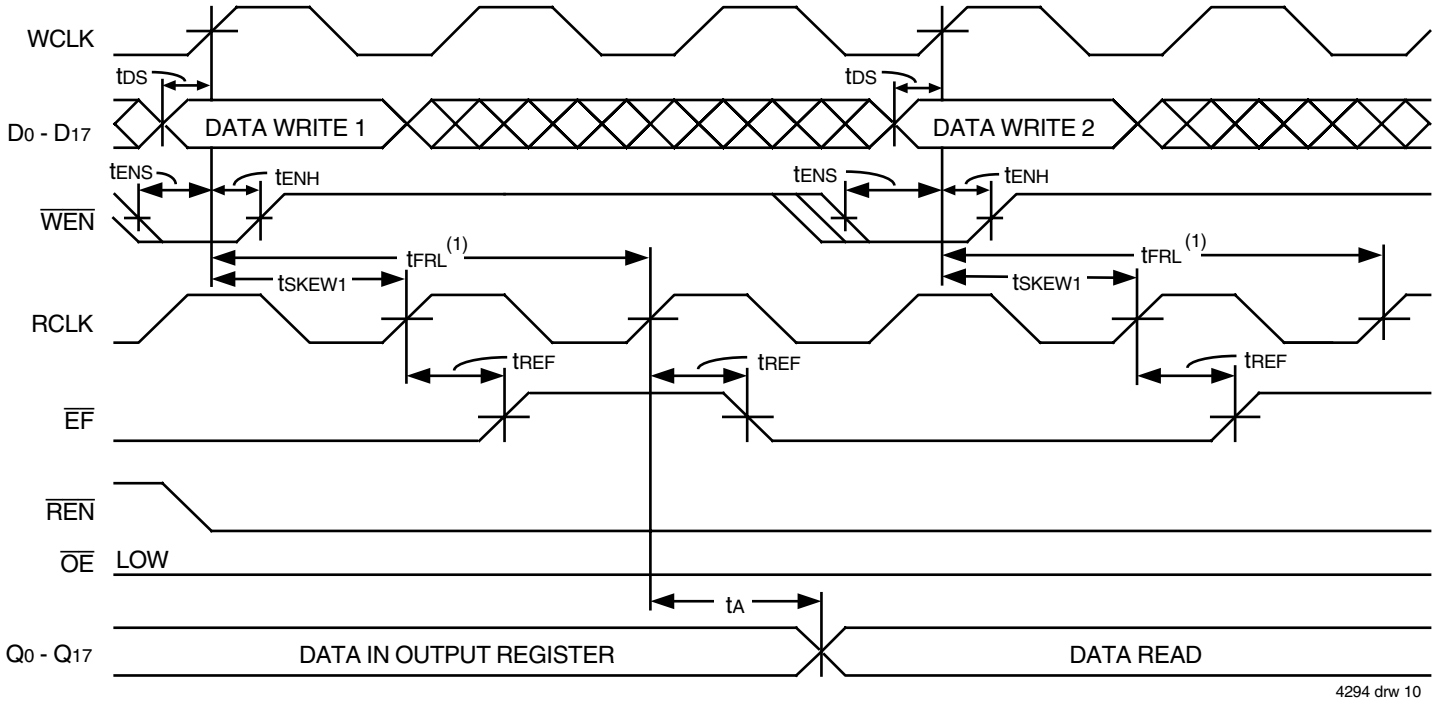 WCLK
tDS tDS
D0 - D17 DATA WRITE 1 DATA WRITE 2
tENS tENH tENS tENH
WEN
tFRL(1) tFRL(1)
tSKEW1 tSKEW1
RCLK
tREF tREF tREF
EF
REN
OE LOW
tA
Q0 - Q17 DATA IN OUTPUT REGISTER DATA READ
4294 drw 10